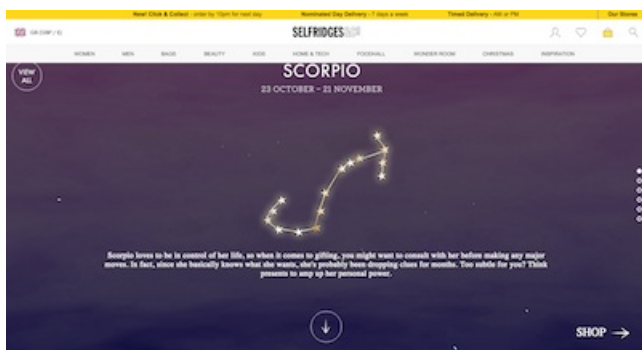 New! Click & Collect - order by 10pm for next day Nominated Day Delivery - 7 days a week Timed Delivery - AM or PM Our Stores
GB (GBP / £) SELFRIDGES&CO
WOMEN MEN BAGS BEAUTY KIDS HOME & TECH FOODHALL WONDER ROOM CHRISTMAS INSPIRATION
VIEW
ALL
SCORPIO
23 OCTOBER – 21 NOVEMBER
Scorpio loves to be in control of her life, so when it comes to gifting, you might want to consult with her before making any major
moves. In fact, since she basically knows what she wants, she's probably been dropping clues for months. Too subtle for you? Think
presents to amp up her personal power.
SHOP